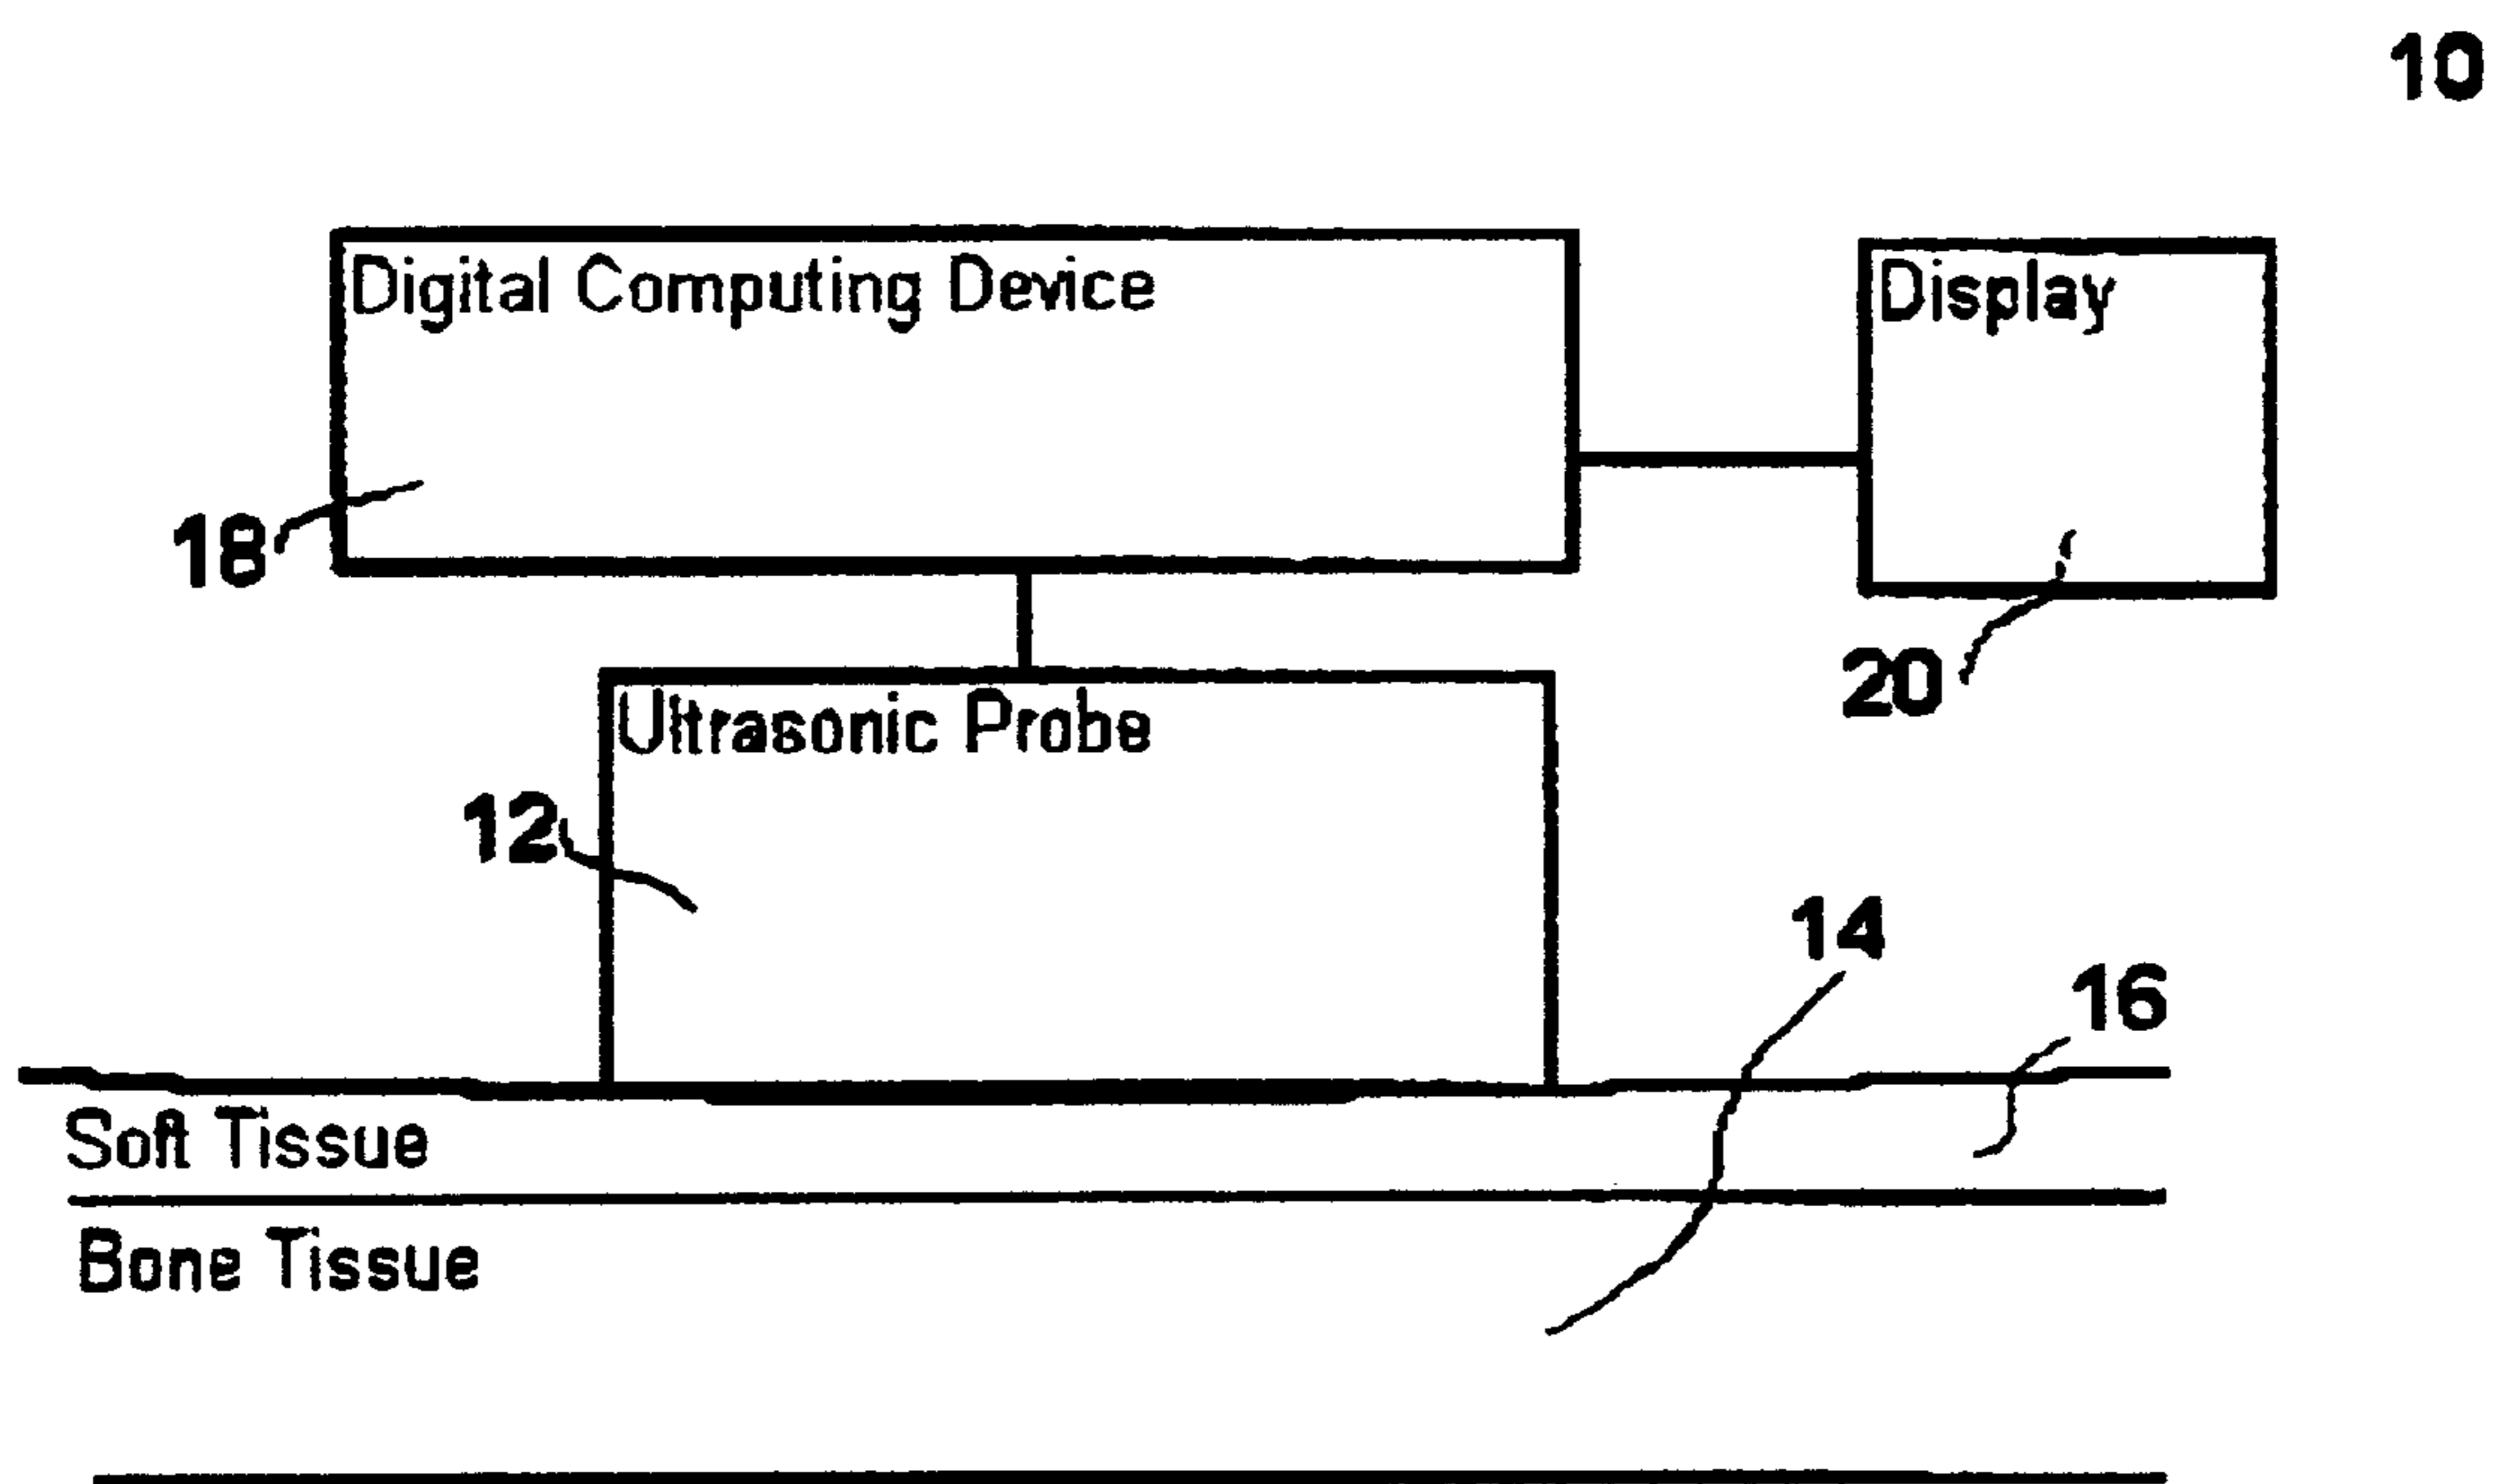 10
Digital Computing Device
Display
18
20
Ultrasonic Probe
12
14
16
Soft Tissue
Bone Tissue